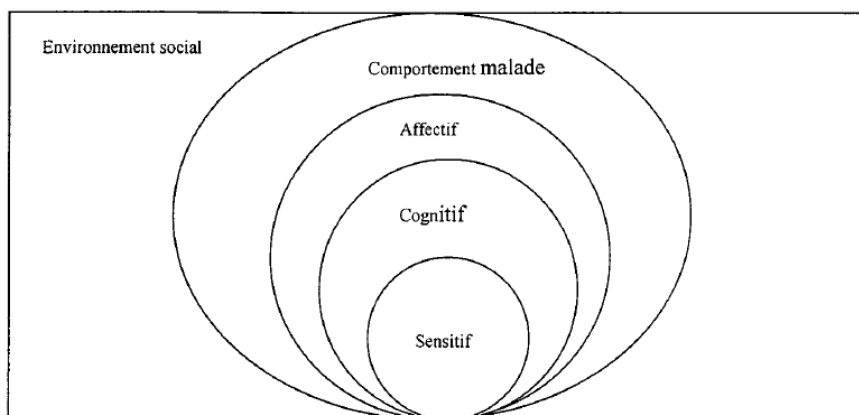 Environnement social
Comportement malade
Affectif
Cognitif
Sensitif